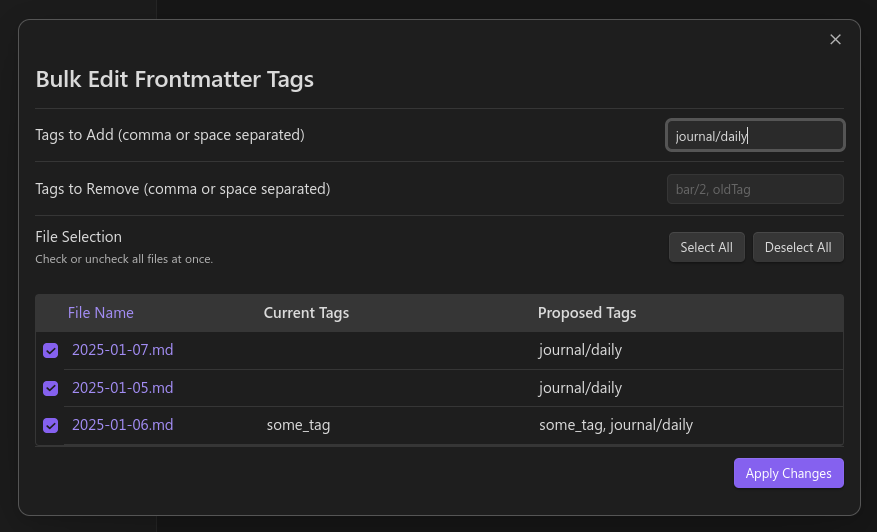 Bulk Edit Frontmatter Tags
Tags to Add (comma or space separated) journal/daily
Tags to Remove (comma or space separated) bar/2, oldTag
File Selection
Check or uncheck all files at once.
Select All Deselect All
File Name Current Tags Proposed Tags
2025-01-07.md journal/daily
2025-01-05.md journal/daily
2025-01-06.md some_tag some_tag, journal/daily
Apply Changes